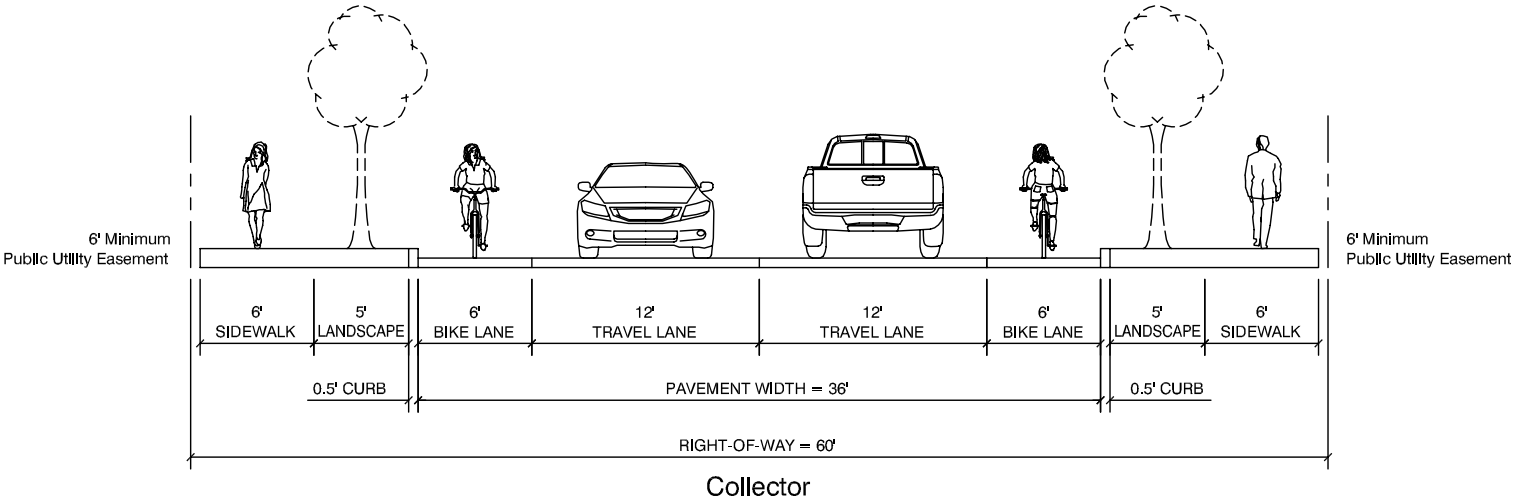 6' Minimum
Public Utility Easement
6' Minimum
Public Utility Easement
6'
SIDEWALK
5'
LANDSCAPE
6'
BIKE LANE
12'
TRAVEL LANE
12'
TRAVEL LANE
6'
BIKE LANE
5'
LANDSCAPE
6'
SIDEWALK
0.5' CURB
PAVEMENT WIDTH = 36'
0.5' CURB
RIGHT-OF-WAY = 60'
Collector